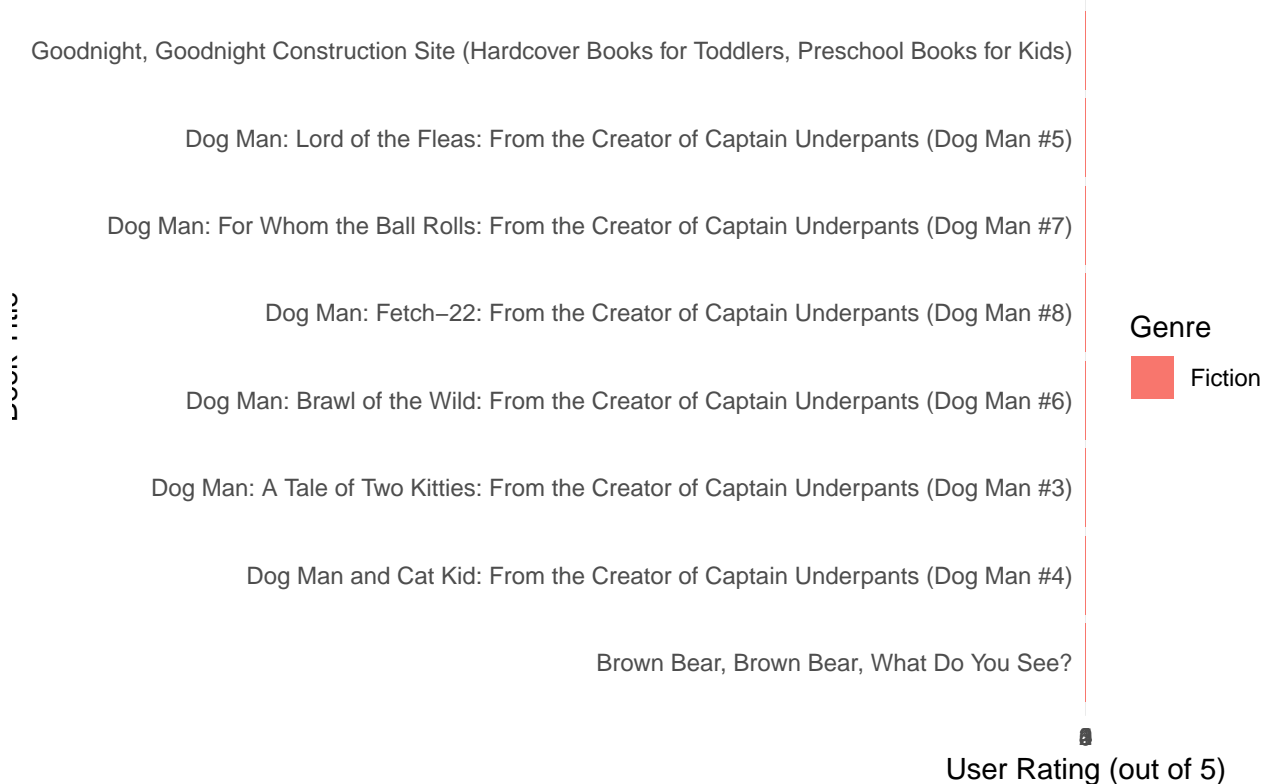 Goodnight, Goodnight Construction Site (Hardcover Books for Toddlers, Preschool Books for Kids)
Dog Man: Lord of the Fleas: From the Creator of Captain Underpants (Dog Man #5)
Dog Man: For Whom the Ball Rolls: From the Creator of Captain Underpants (Dog Man #7)
Dog Man: Fetch−22: From the Creator of Captain Underpants (Dog Man #8)
Dog Man: Brawl of the Wild: From the Creator of Captain Underpants (Dog Man #6)
Dog Man: A Tale of Two Kitties: From the Creator of Captain Underpants (Dog Man #3)
Dog Man and Cat Kid: From the Creator of Captain Underpants (Dog Man #4)
Brown Bear, Brown Bear, What Do You See?
User Rating (out of 5)
Genre
Fiction